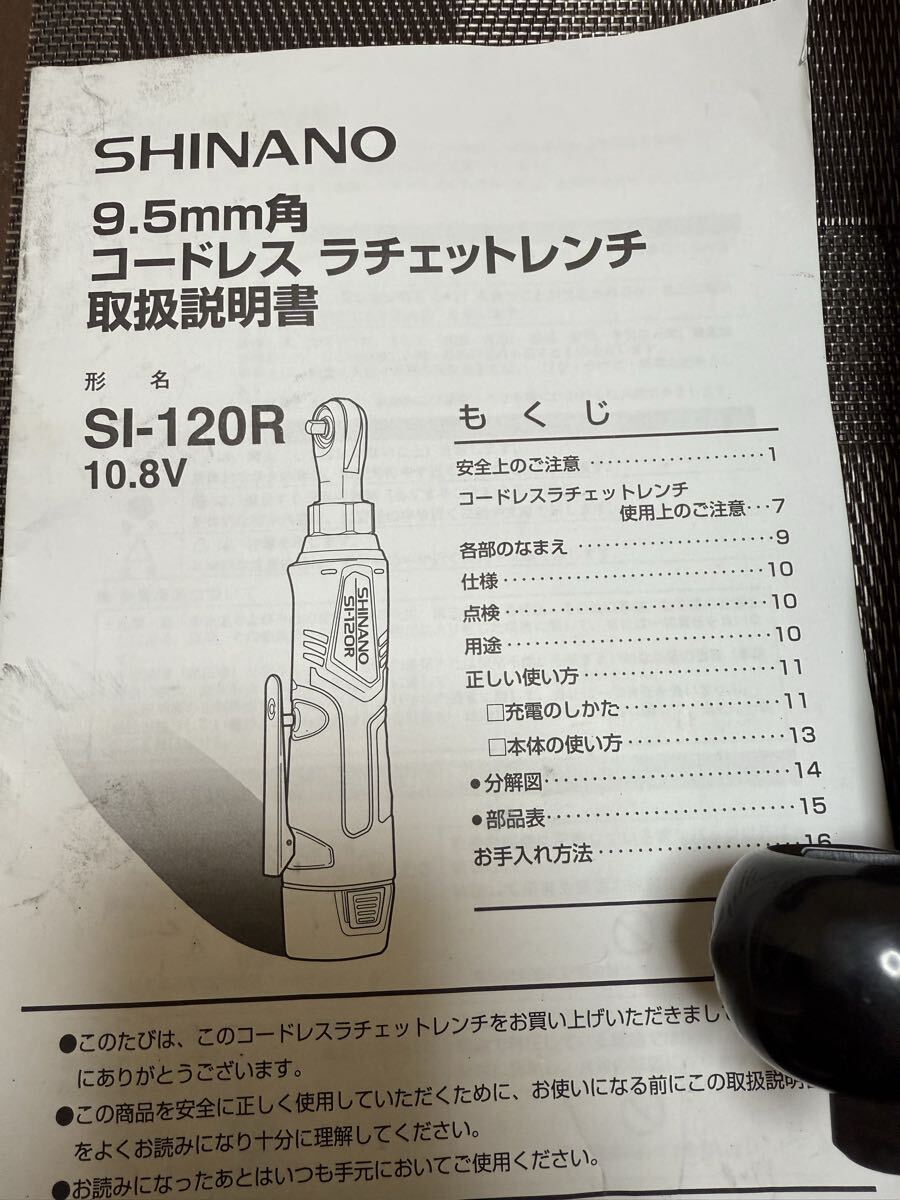 SHINANO
9.5mm角
コードレス ラチェットレンチ
取扱説明書
形 名
SI-120R
10.8V
SHINANO
SI-120R
もくじ
安全上のご注意 ・・・・・・・・・・・・・・・・・・ 1
コードレスラチェットレンチ
使用上のご注意・・・7
各部のなまえ ・・・・・・・・・・・・・・・・・・・・ 9
仕様・・・・・・・・・・・・・・・・・・・・・・・・・・・ 10
点検・・・・・・・・・・・・・・・・・・・・・・・・・・・ 10
用途・・・・・・・・・・・・・・・・・・・・・・・・・・・ 10
正しい使い方 ・・・・・・・・・・・・・・・・・・・・ 11
□充電のしかた・・・・・・・・・・・・・・・・ 11
□本体の使い方・・・・・・・・・・・・・・・・ 13
●分解図・・・・・・・・・・・・・・・・・・・・・・・・・ 14
●部品表・・・・・・・・・・・・・・・・・・・・・・・・・ 15
お手入れ方法 ・・・・・・・・・・・・・・・・・・ 16
●このたびは、このコードレスラチェットレンチをお買い上げいただきまして
にありがとうございます。
●この商品を安全に正しく使用していただくために、お使いになる前にこの取扱説明書
をよくお読みになり十分に理解してください。
●お読みになったあとはいつも手元においてご使用ください。